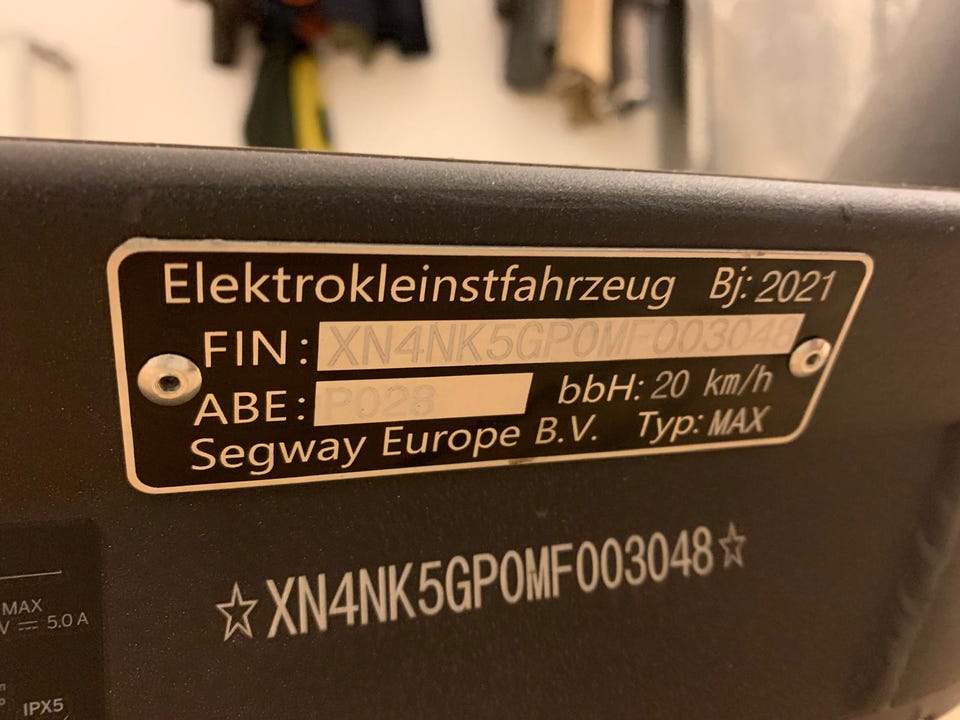 Elektrokleinstfahrzeug Bj: 2021
FIN: XN4NK5GP0MF003048
ABE: P028 bbH: 20 km/h
Segway Europe B.V. Typ: MAX
☆XN4NK5GP0MF003048☆
MAX
V ⎓ 5.0 A
IPX5